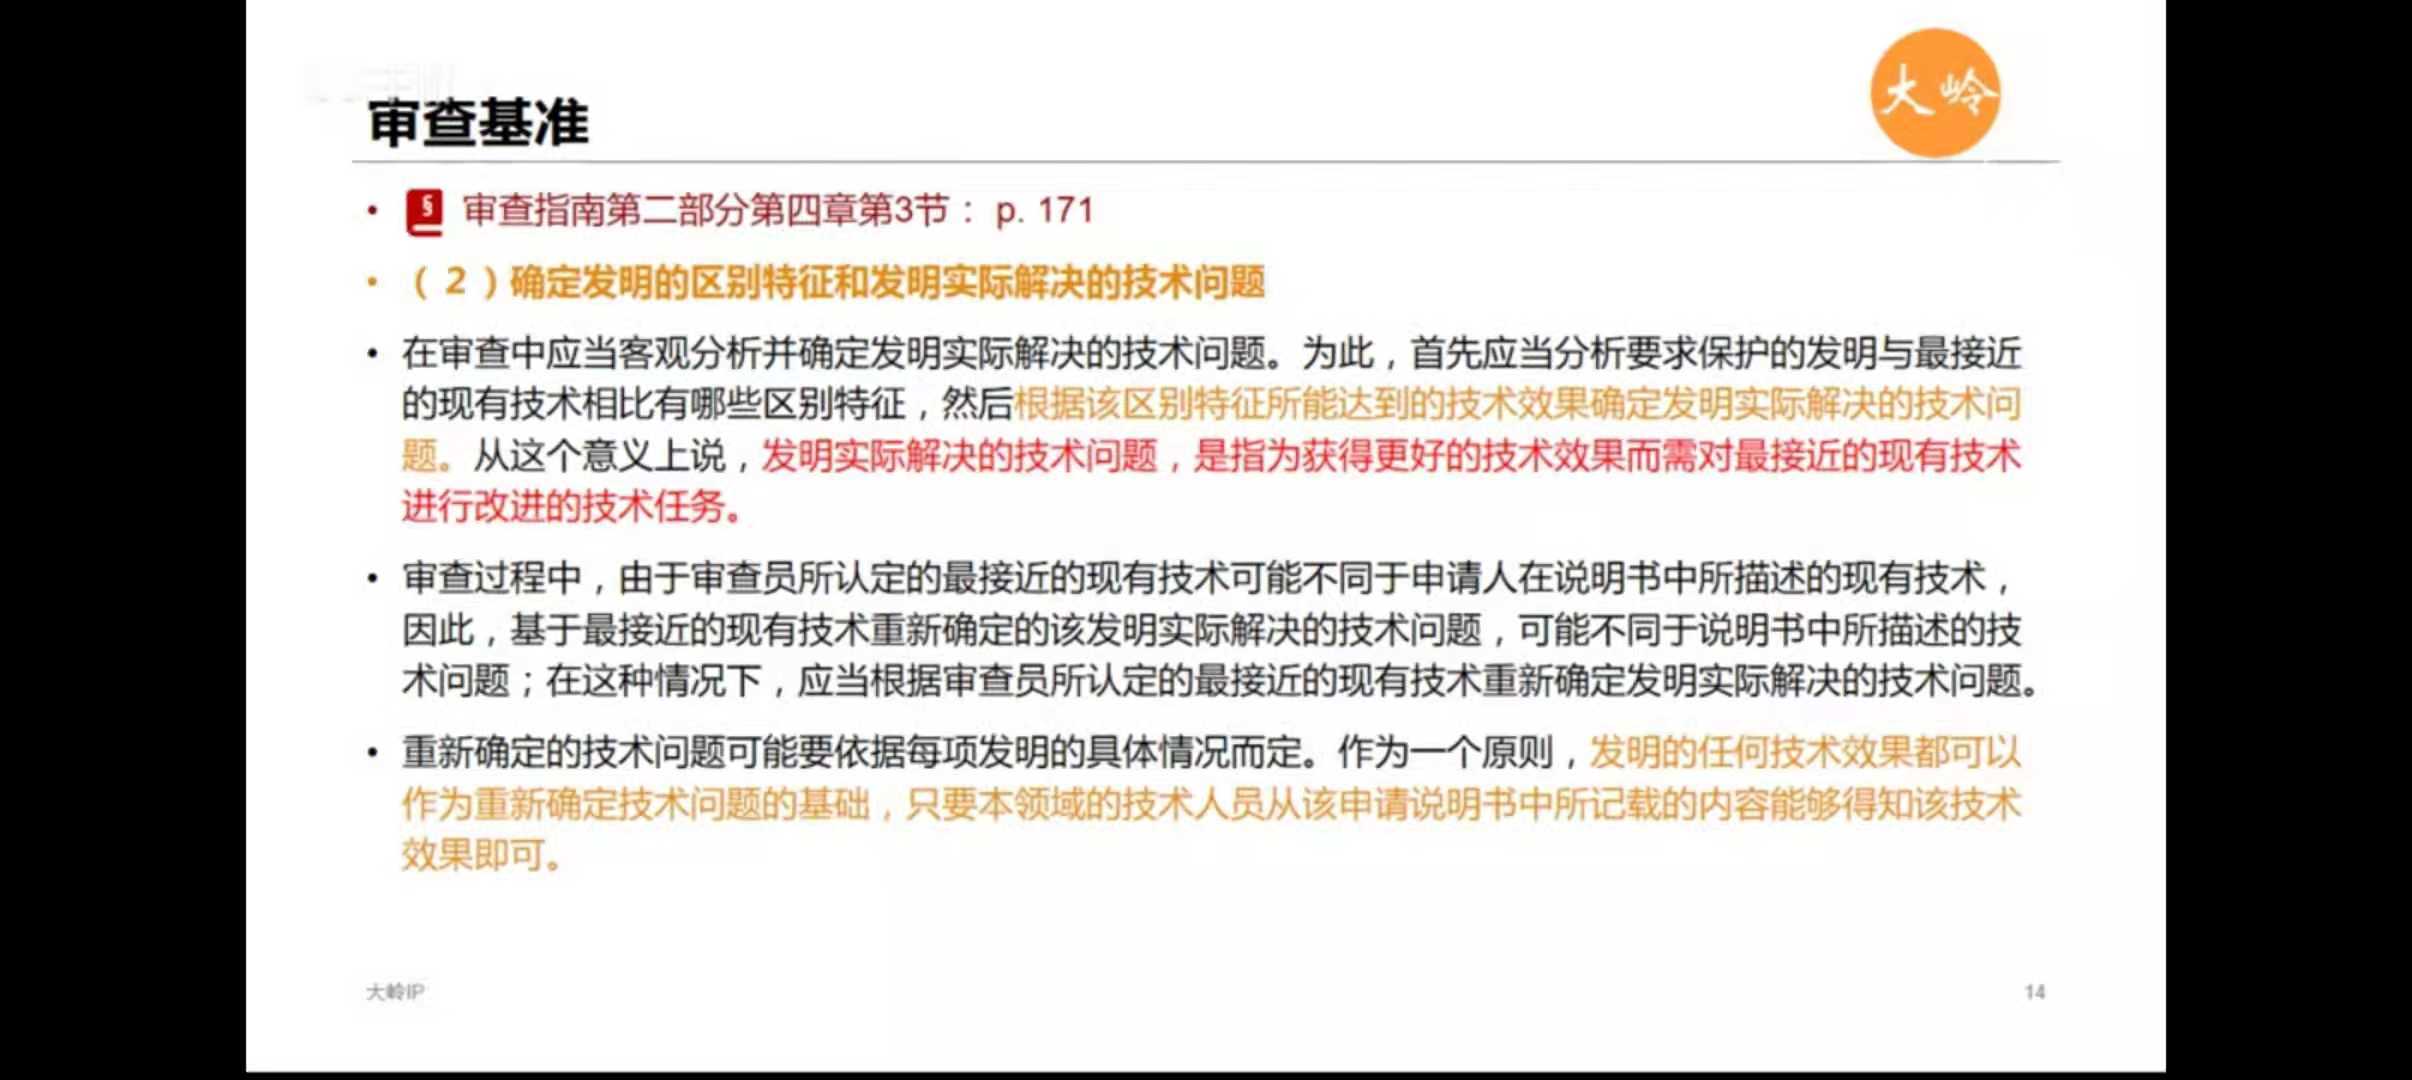 大岭
审查基准
• § 审查指南第二部分第四章第3节： p. 171
• （2）确定发明的区别特征和发明实际解决的技术问题
• 在审查中应当客观分析并确定发明实际解决的技术问题。为此，首先应当分析要求保护的发明与最接近
的现有技术相比有哪些区别特征，然后根据该区别特征所能达到的技术效果确定发明实际解决的技术问
题。从这个意义上说，发明实际解决的技术问题，是指为获得更好的技术效果而需对最接近的现有技术
进行改进的技术任务。
• 审查过程中，由于审查员所认定的最接近的现有技术可能不同于申请人在说明书中所描述的现有技术，
因此，基于最接近的现有技术重新确定的该发明实际解决的技术问题，可能不同于说明书中所描述的技
术问题；在这种情况下，应当根据审查员所认定的最接近的现有技术重新确定发明实际解决的技术问题。
• 重新确定的技术问题可能要依据每项发明的具体情况而定。作为一个原则，发明的任何技术效果都可以
作为重新确定技术问题的基础，只要本领域的技术人员从该申请说明书中所记载的内容能够得知该技术
效果即可。
大岭IP
14